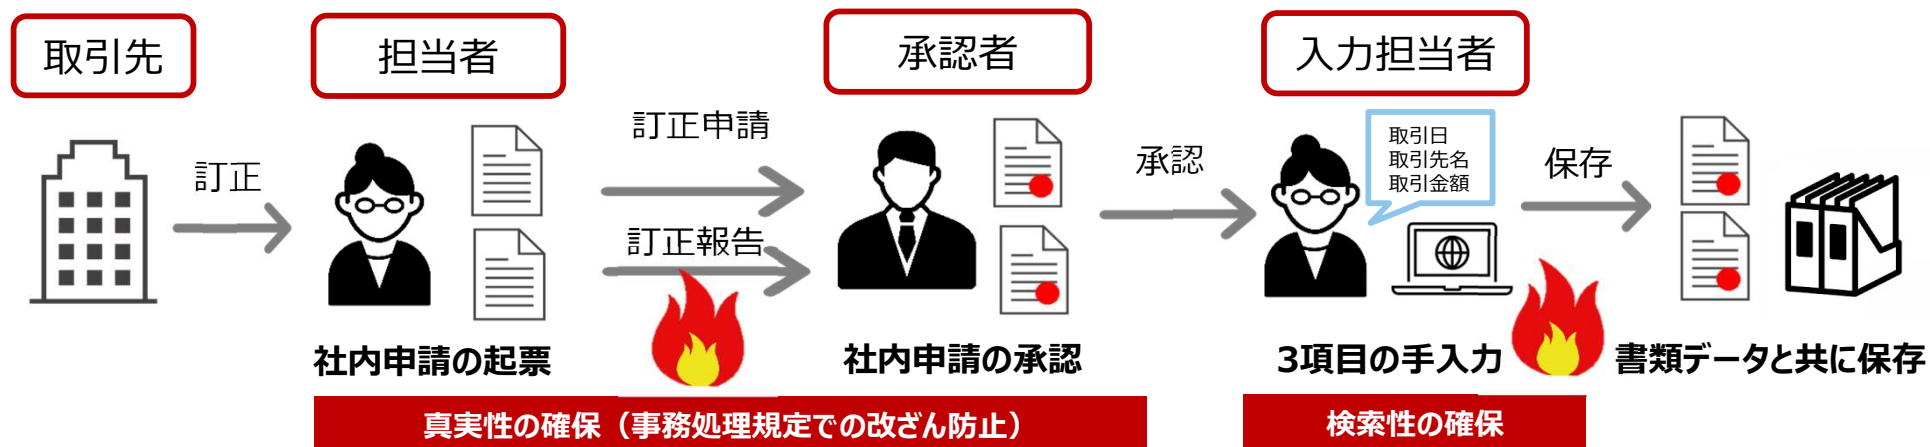 取引先
担当者
承認者
入力担当者
訂正
訂正申請
訂正報告
承認
取引日
取引先名
取引金額
保存
社内申請の起票
社内申請の承認
3項目の手入力
書類データと共に保存
真実性の確保（事務処理規定での改ざん防止）
検索性の確保